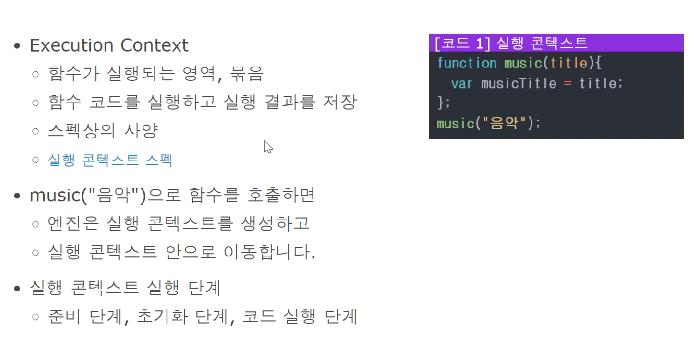 • Execution Context
○ 함수가 실행되는 영역, 묶음
○ 함수 코드를 실행하고 실행 결과를 저장
○ 스펙상의 사양
○ 실행 콘텍스트 스펙
• music("음악")으로 함수를 호출하면
○ 엔진은 실행 콘텍스트를 생성하고
○ 실행 콘텍스트 안으로 이동합니다.
• 실행 콘텍스트 실행 단계
○ 준비 단계, 초기화 단계, 코드 실행 단계
[코드 1] 실행 콘텍스트
function music(title){
  var musicTitle = title;
};
music("음악");